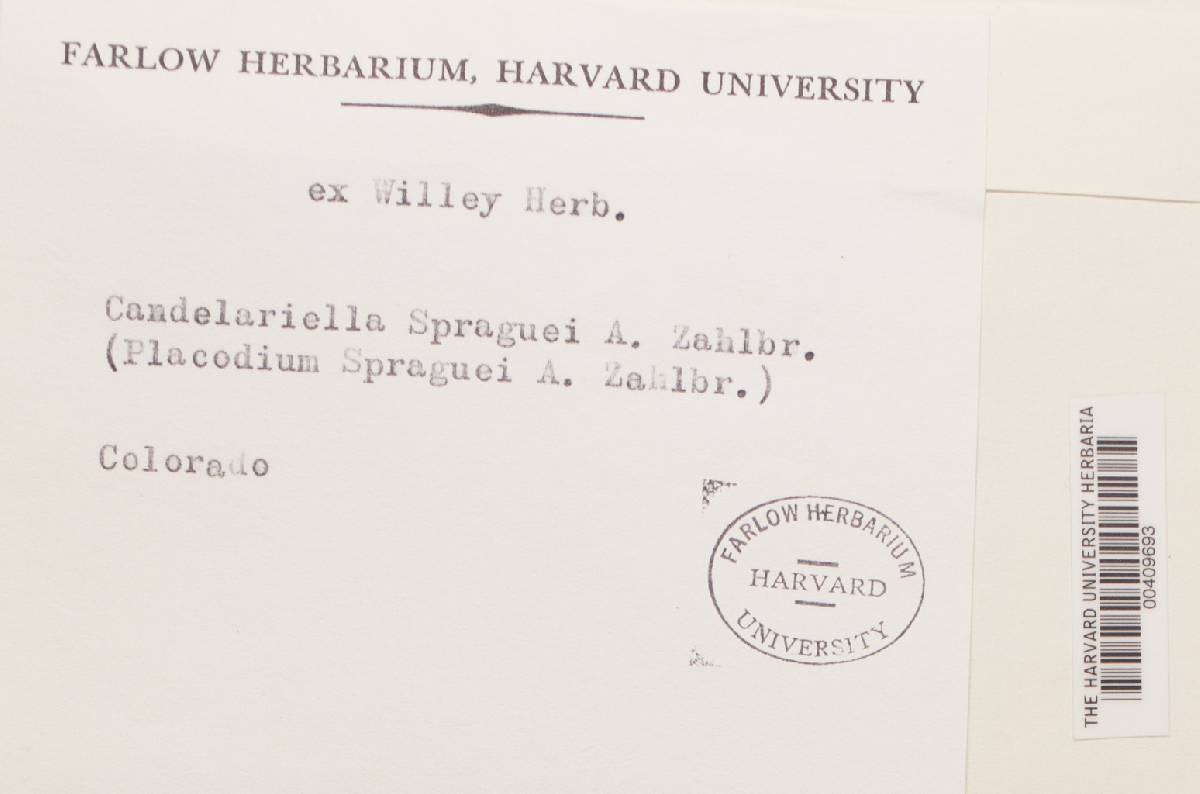 FARLOW HERBARIUM, HARVARD UNIVERSITY
ex Willey Herb.
Candelariella Spraguei A. Zahlbr.
(Placodium Spraguei A. Zahlbr.)
Colorado
FARLOW HERBARIUM
HARVARD
UNIVERSITY
THE HARVARD UNIVERSITY HERBARIA
00409693